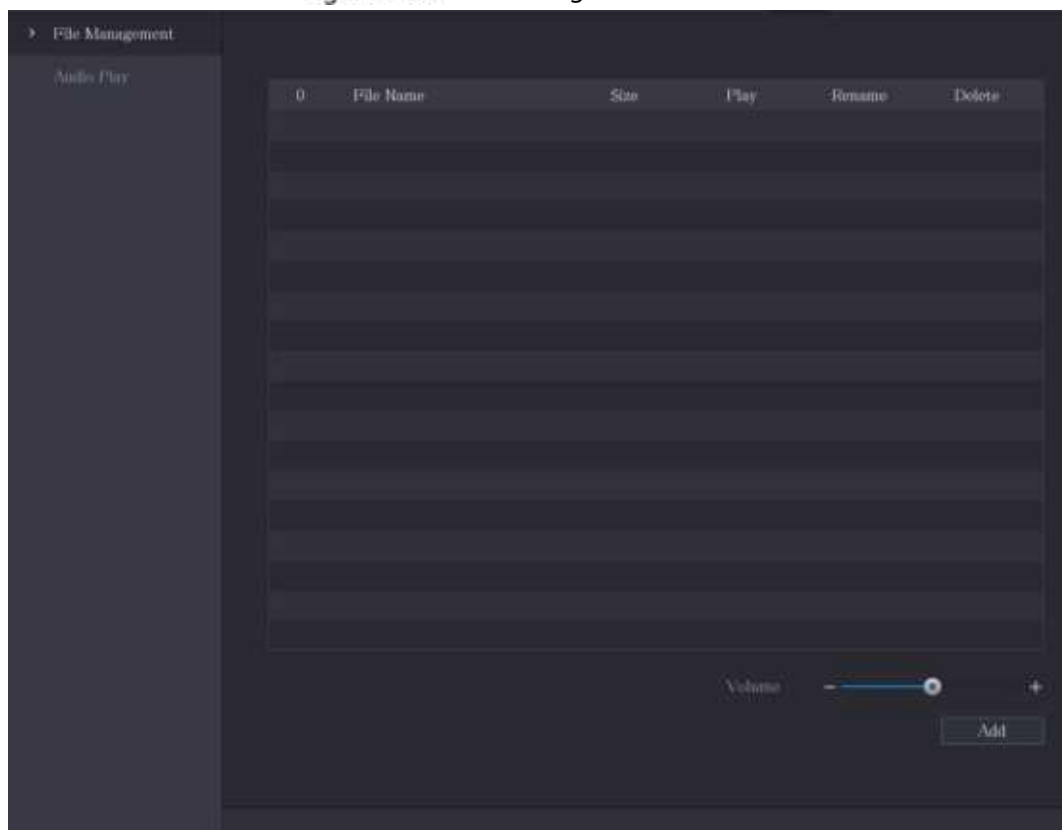 File Management
Audio Play
0 File Name Size Play Rename Delete
Volume - +
Add